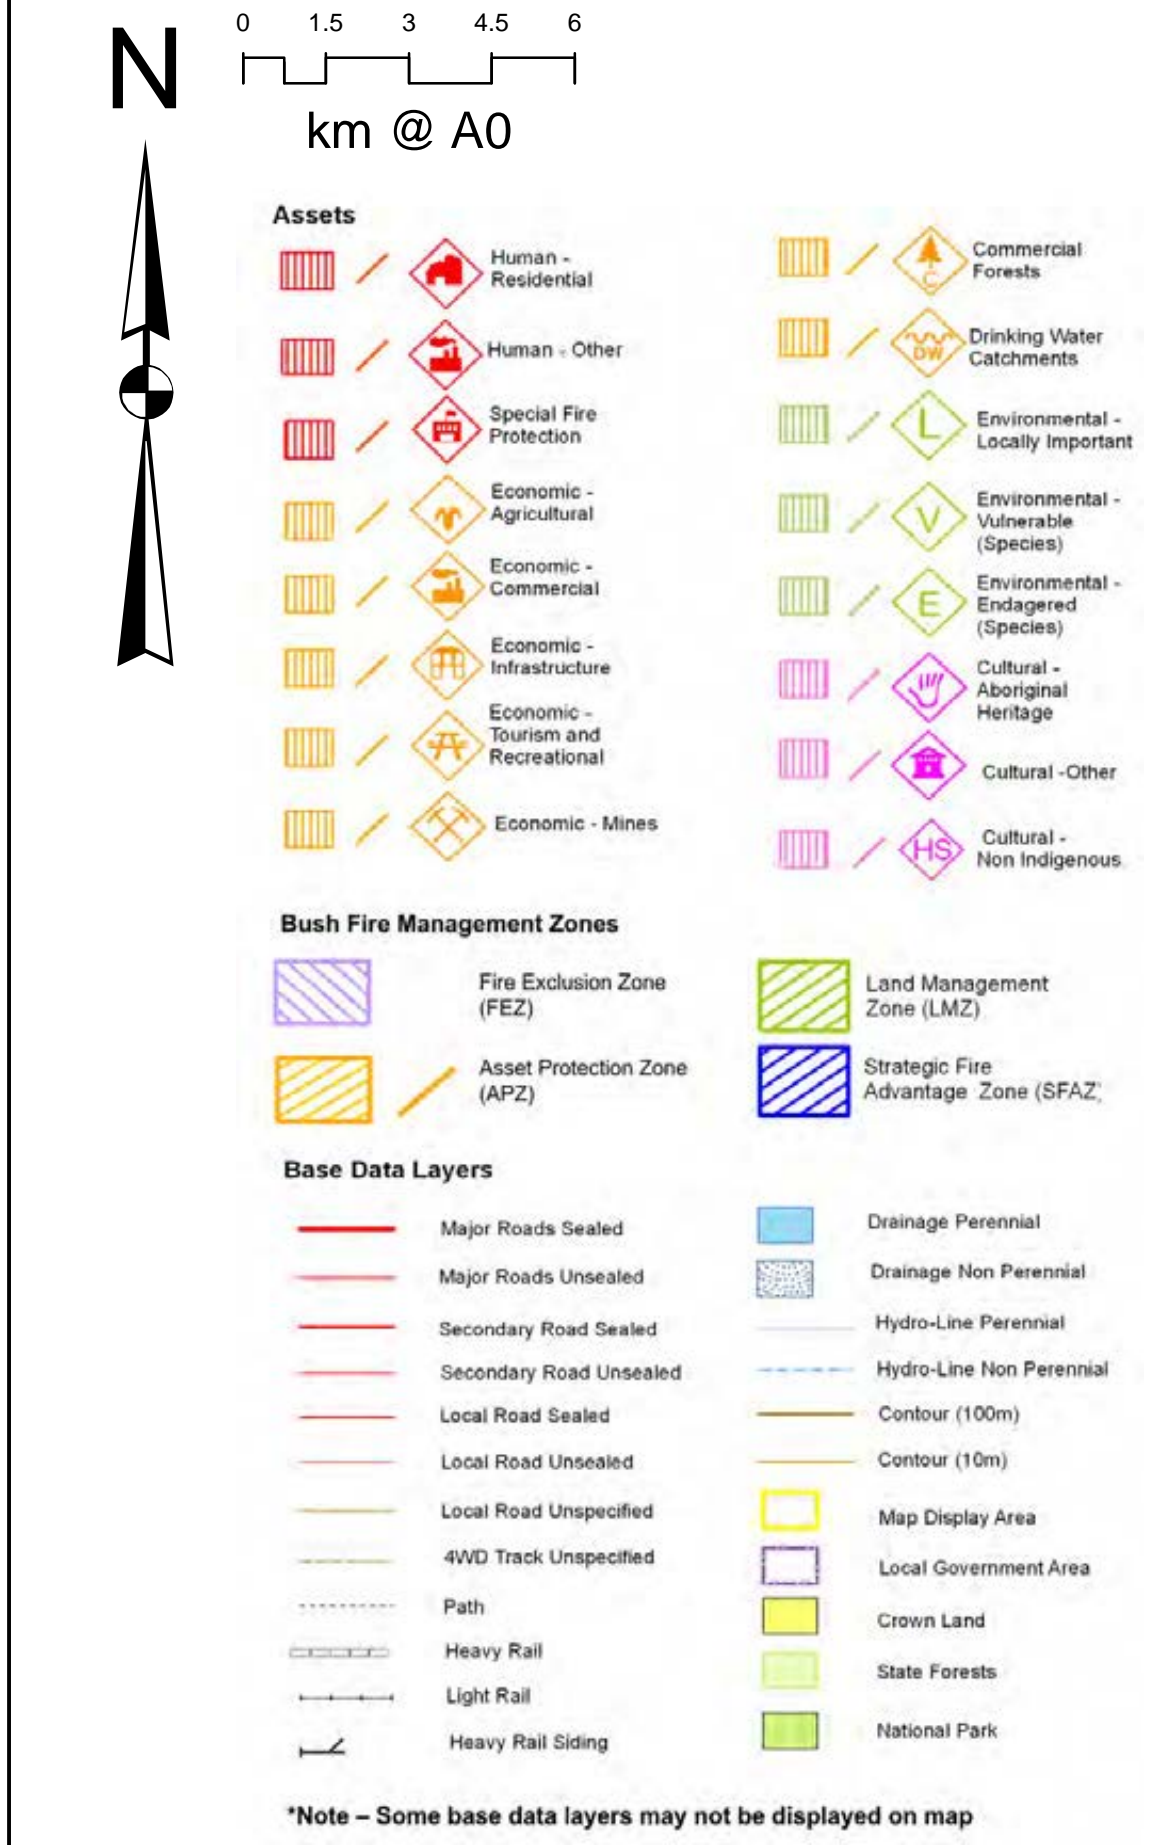 N
0 1.5 3 4.5 6
km @ A0
Assets
Human -
Residential
Human - Other
Special Fire
Protection
Economic -
Agricultural
Economic -
Commercial
Economic -
Infrastructure
Economic -
Tourism and
Recreational
Economic - Mines
C
Commercial
Forests
DW
Drinking Water
Catchments
L
Environmental -
Locally Important
V
Environmental -
Vulnerable
(Species)
E
Environmental -
Endagered
(Species)
Cultural -
Aboriginal
Heritage
Cultural -Other
HS
Cultural -
Non Indigenous
Bush Fire Management Zones
Fire Exclusion Zone
(FEZ)
Asset Protection Zone
(APZ)
Land Management
Zone (LMZ)
Strategic Fire
Advantage Zone (SFAZ)
Base Data Layers
Major Roads Sealed
Major Roads Unsealed
Secondary Road Sealed
Secondary Road Unsealed
Local Road Sealed
Local Road Unsealed
Local Road Unspecified
4WD Track Unspecified
Path
Heavy Rail
Light Rail
Heavy Rail Siding
Drainage Perennial
Drainage Non Perennial
Hydro-Line Perennial
Hydro-Line Non Perennial
Contour (100m)
Contour (10m)
Map Display Area
Local Government Area
Crown Land
State Forests
National Park
*Note – Some base data layers may not be displayed on map